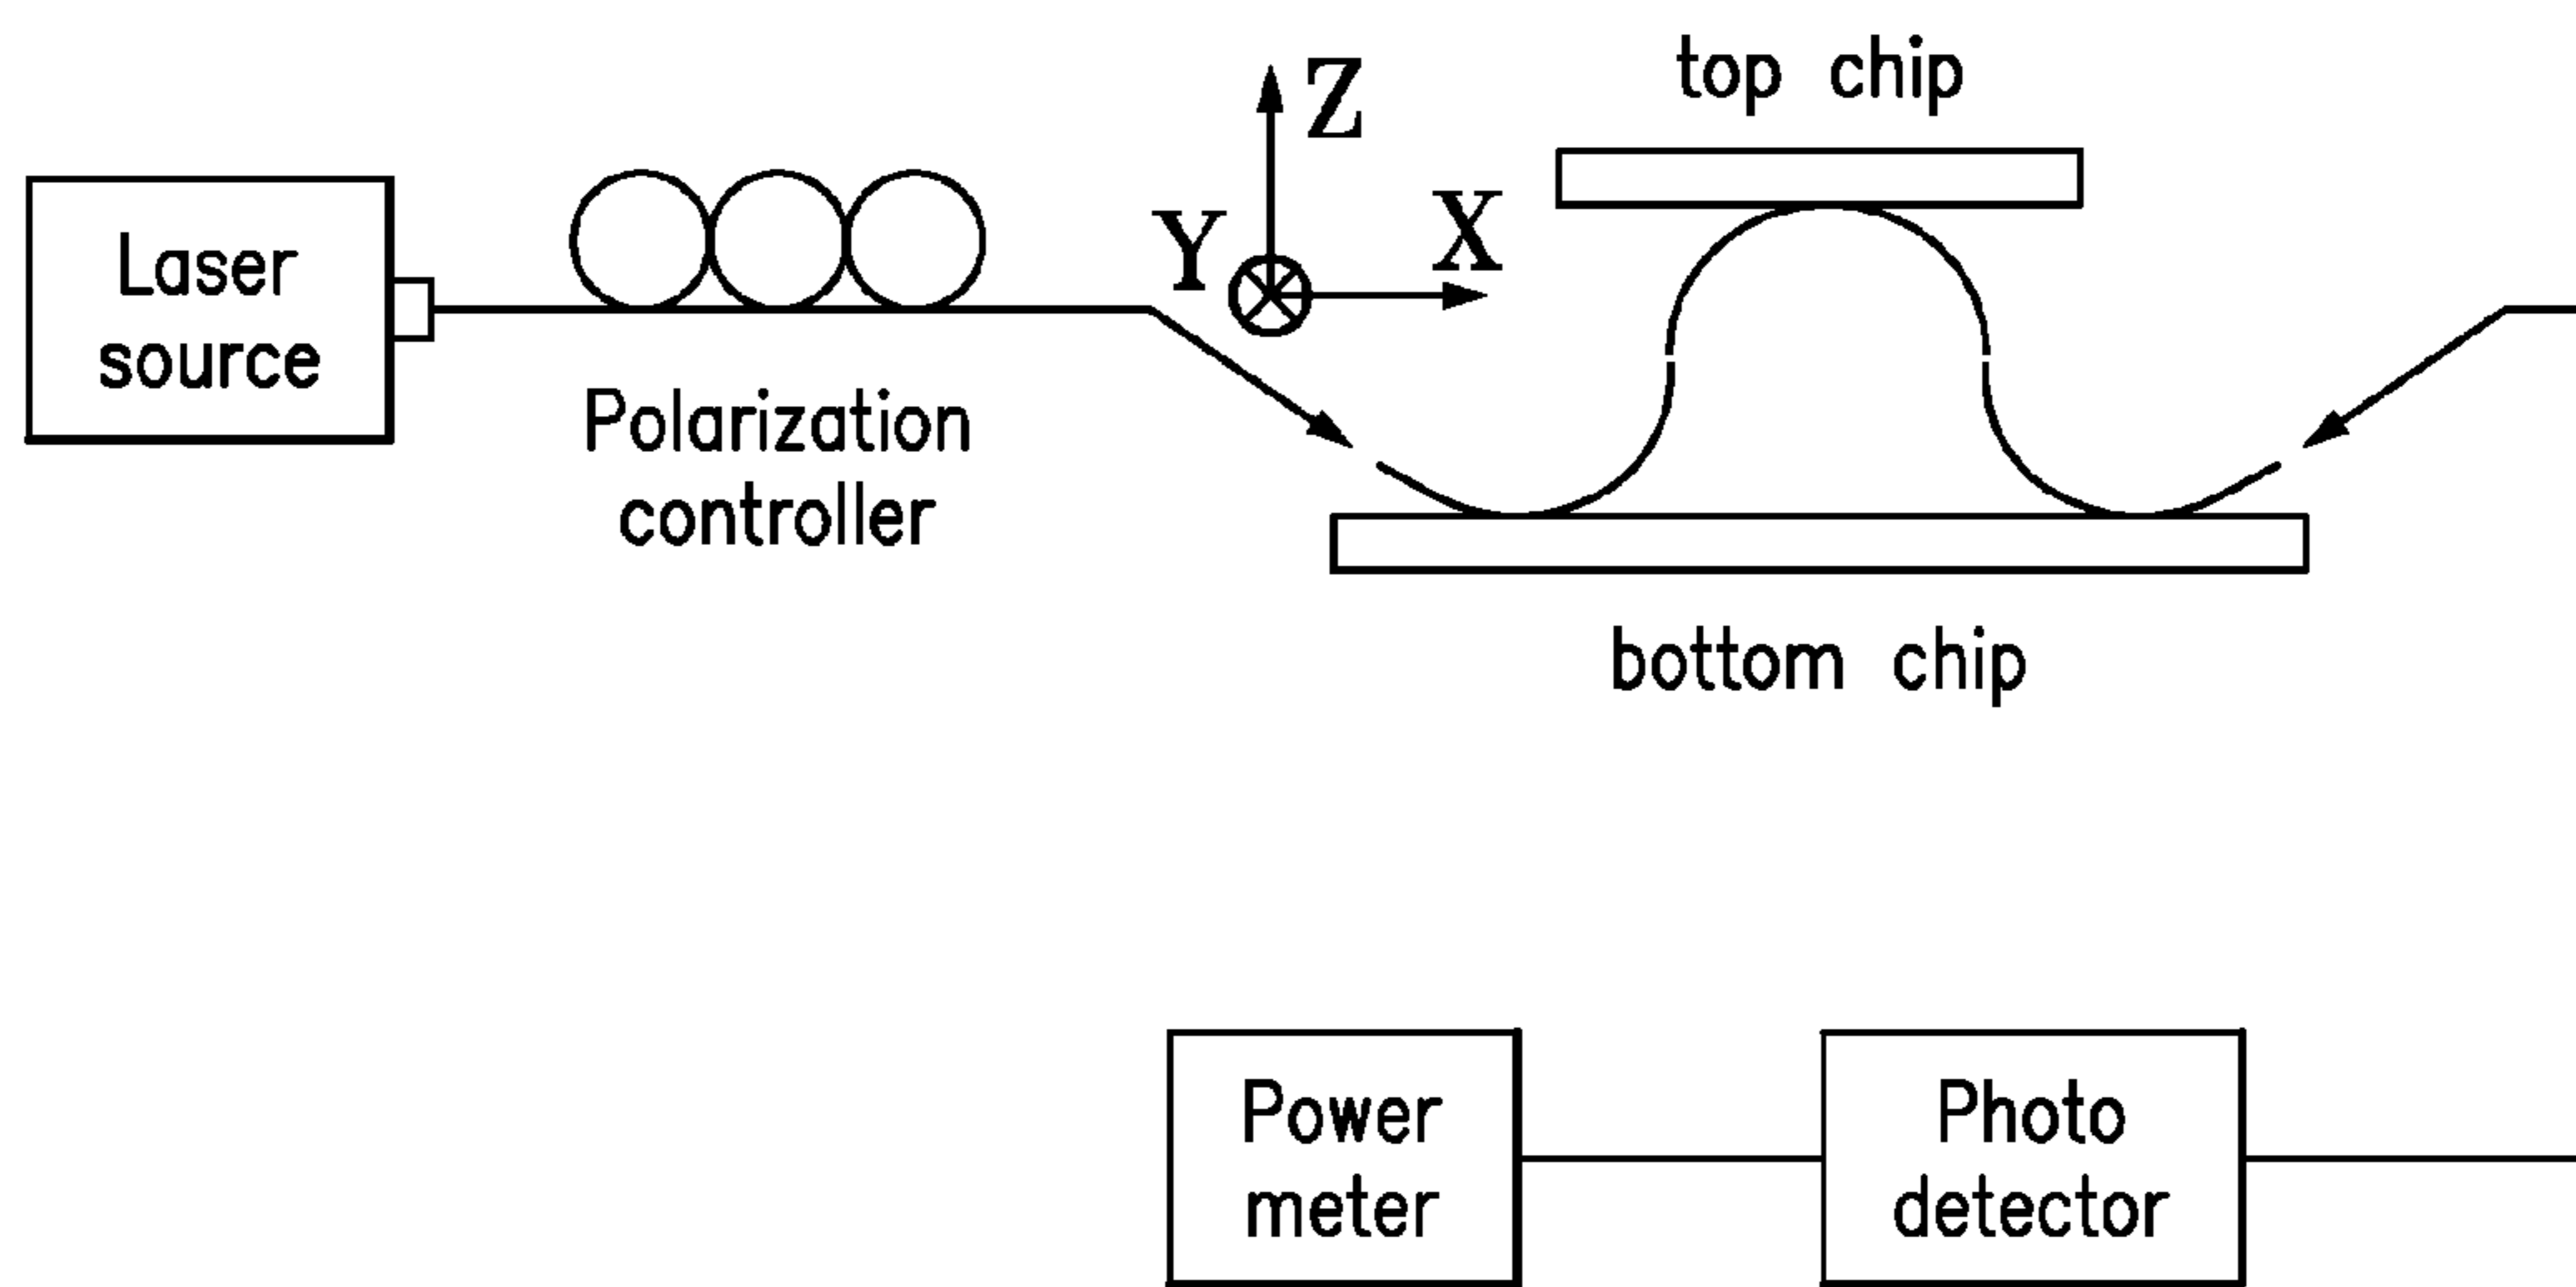 Laser
source
Polarization
controller
Z
Y
X
top chip
bottom chip
Power
meter
Photo
detector